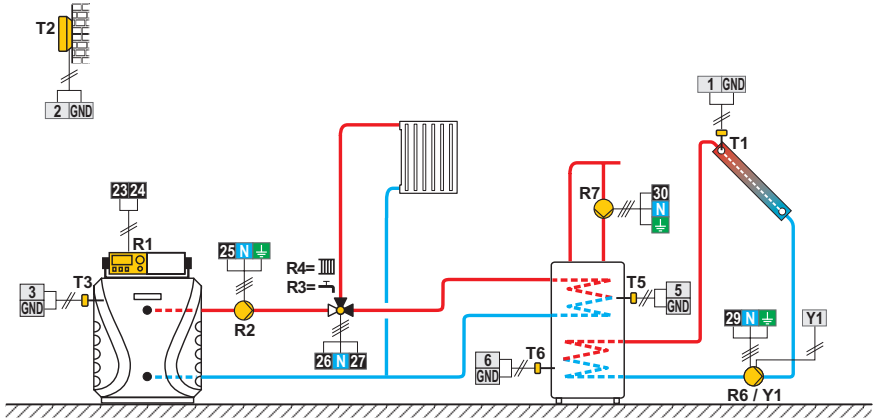 T2
2 GND
1 GND
T1
23 24
R1
25 N
R7
30
N
R4=
R3=
3
GND
T3
T5
5
GND
R2
29 N
Y1
26 N 27
6
GND
T6
R6 / Y1